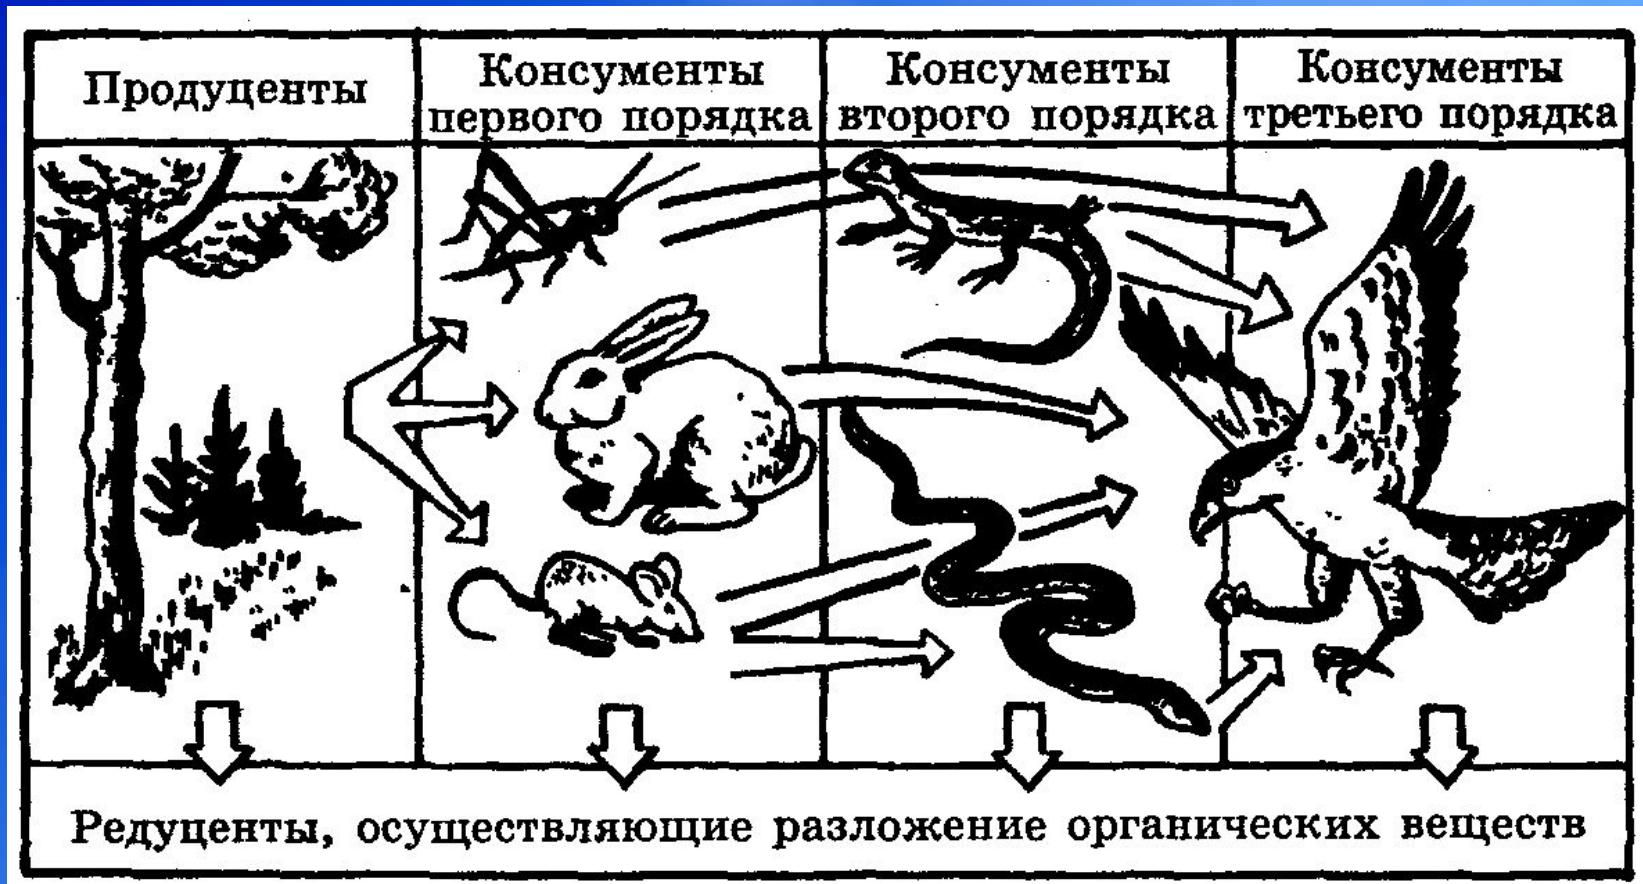 Продуценты
Консументы
первого порядка
Консументы
второго порядка
Консументы
третьего порядка
Редуценты, осуществляющие разложение органических веществ